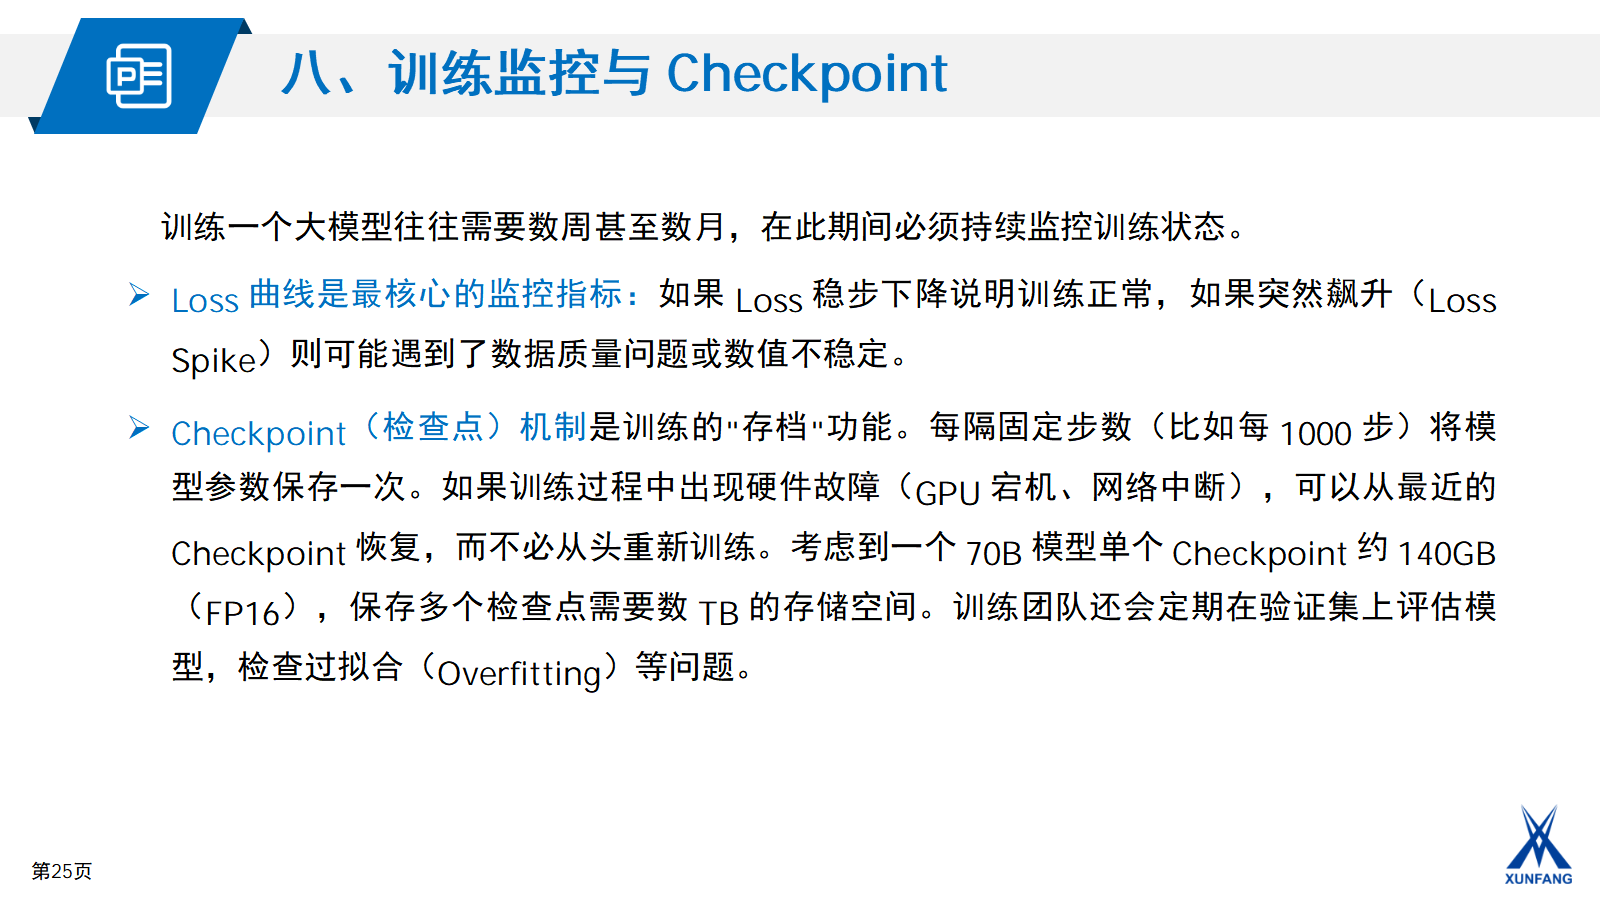 八、训练监控与 Checkpoint
训练一个大模型往往需要数周甚至数月，在此期间必须持续监控训练状态。
Loss 曲线是最核心的监控指标：如果 Loss 稳步下降说明训练正常，如果突然飙升（Loss
Spike）则可能遇到了数据质量问题或数值不稳定。
Checkpoint（检查点）机制是训练的"存档"功能。每隔固定步数（比如每 1000 步）将模
型参数保存一次。如果训练过程中出现硬件故障（GPU 宕机、网络中断），可以从最近的
Checkpoint 恢复，而不必从头重新训练。考虑到一个 70B 模型单个 Checkpoint 约 140GB
（FP16），保存多个检查点需要数 TB 的存储空间。训练团队还会定期在验证集上评估模
型，检查过拟合（Overfitting）等问题。
第25页
XUNFANG